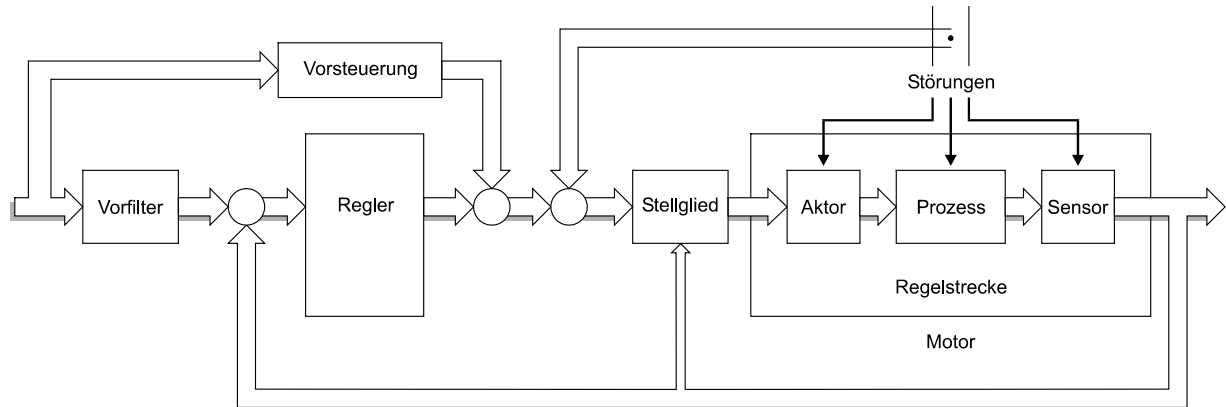 Vorsteuerung
Störungen
Vorfilter
Regler
Stellglied
Aktor
Prozess
Sensor
Regelstrecke
Motor